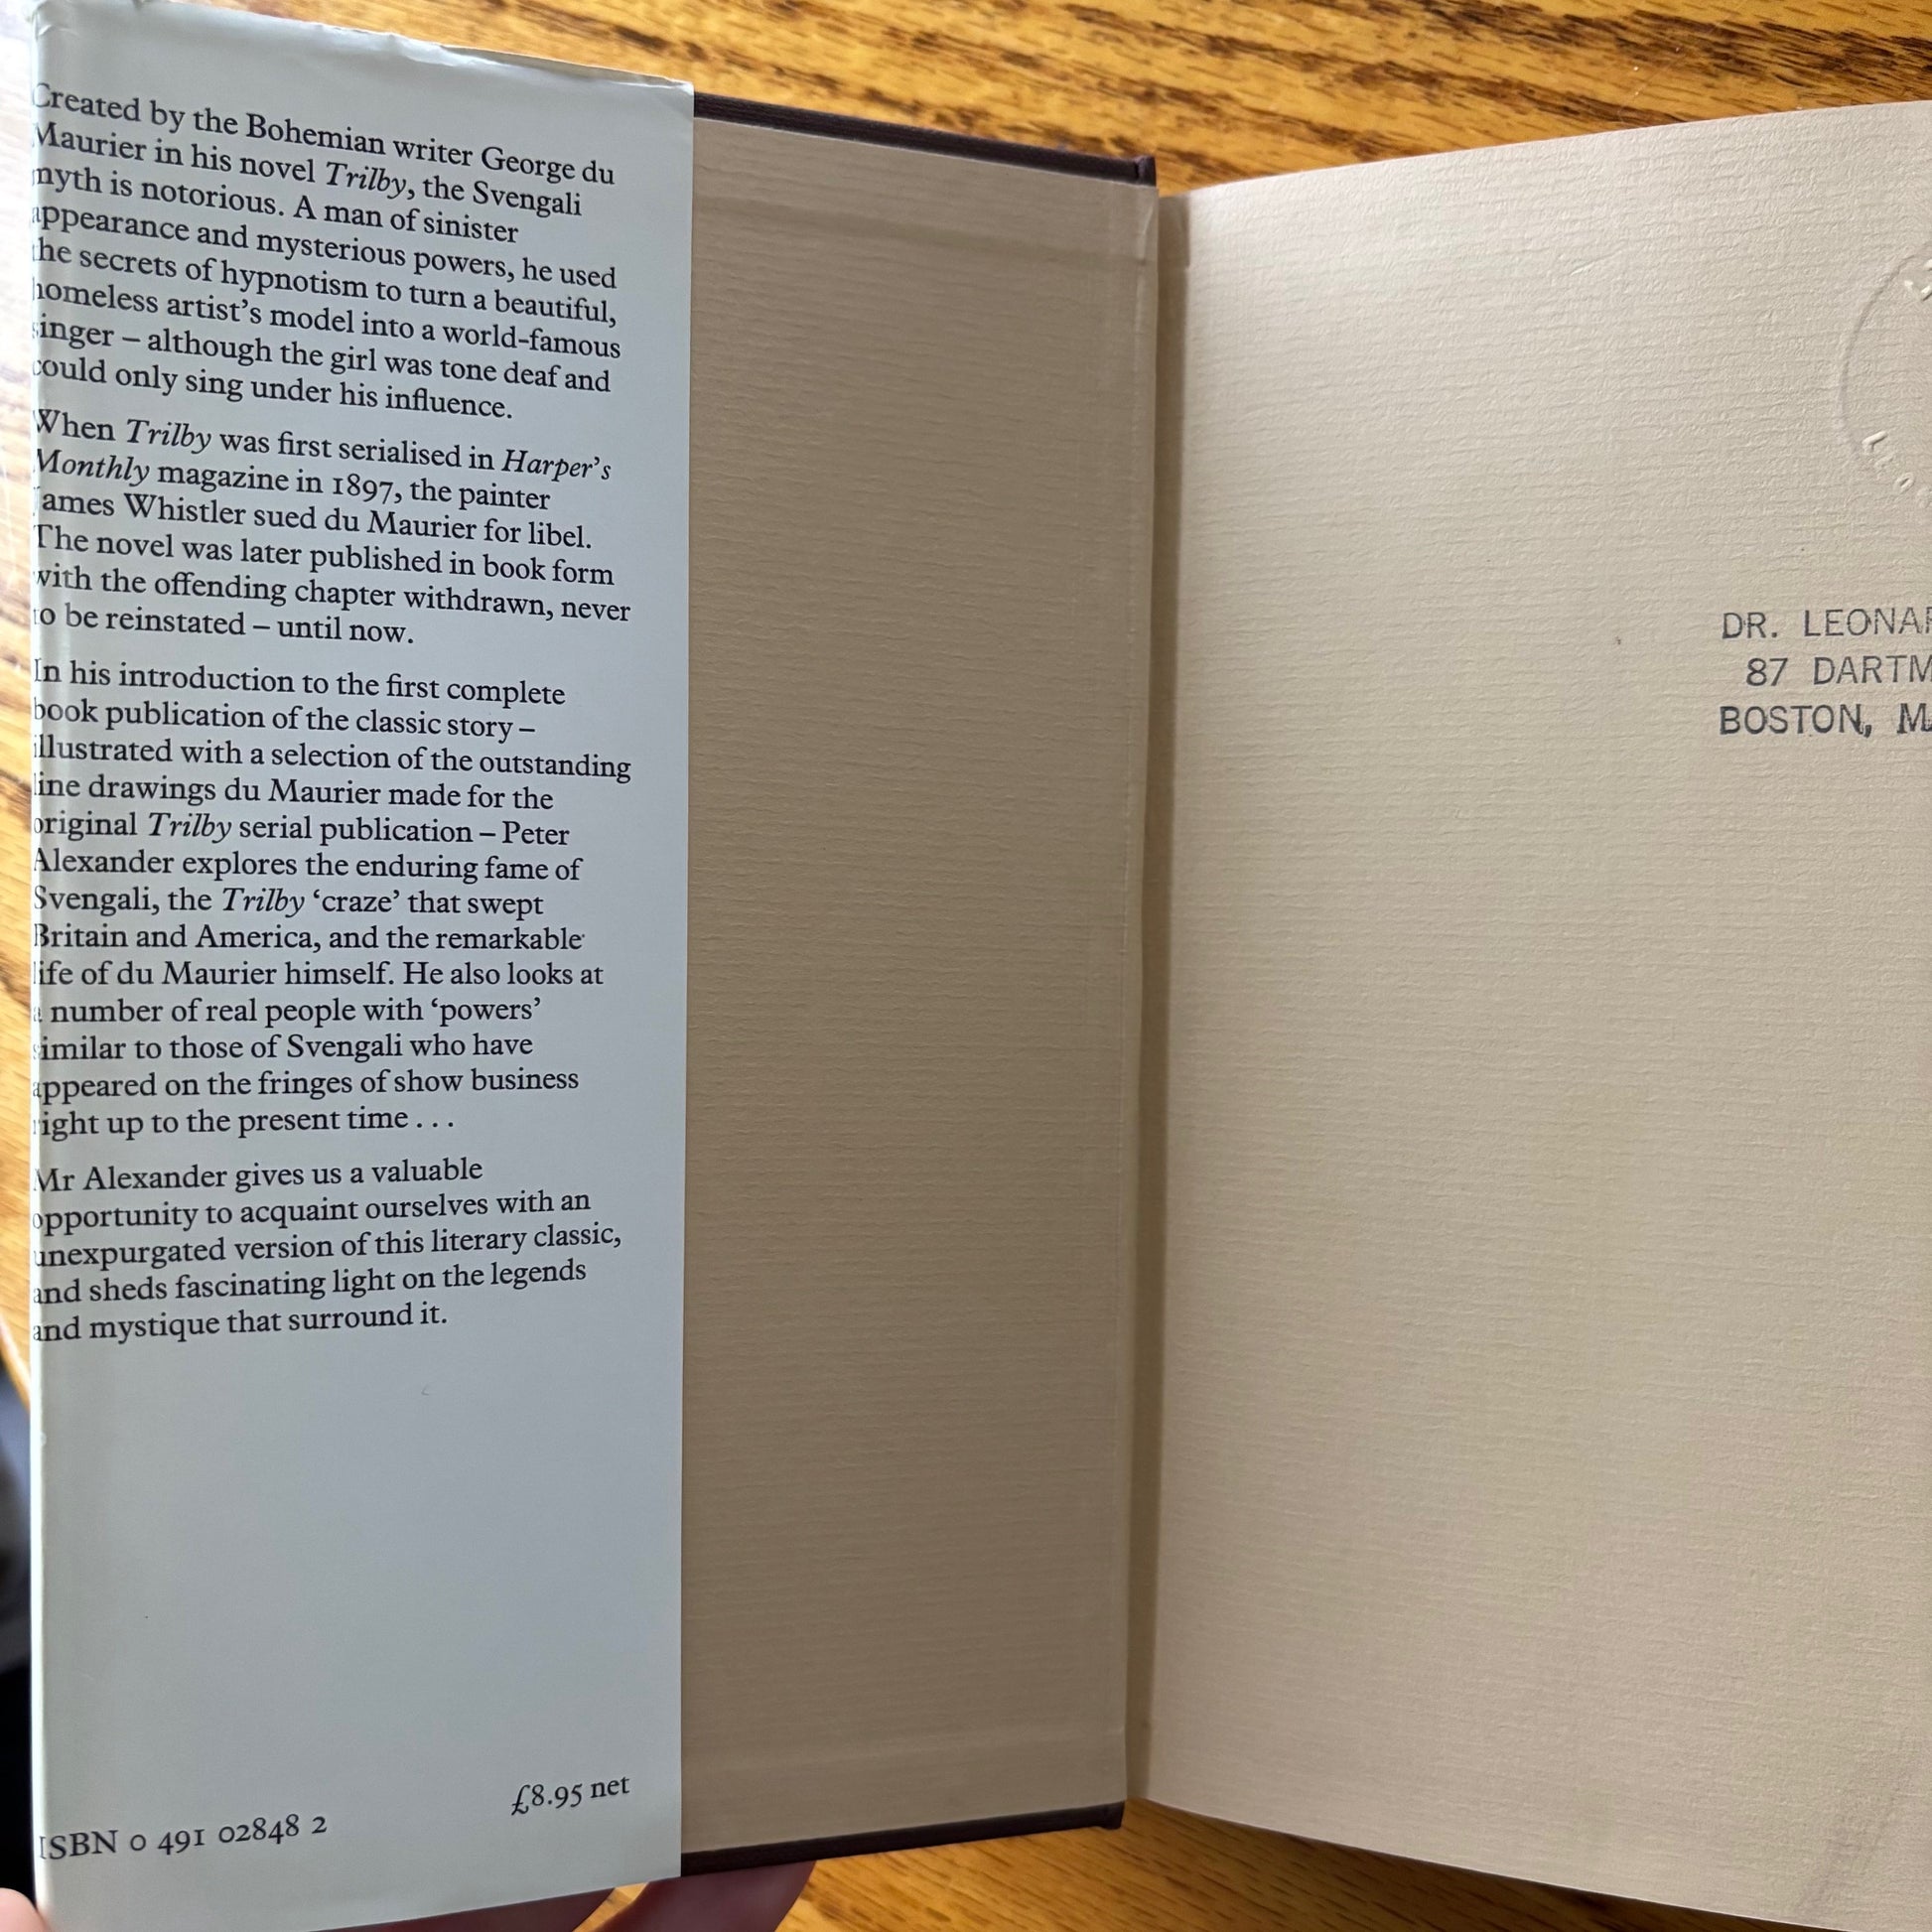 Created by the Bohemian writer George du
Maurier in his novel Trilby, the Svengali
myth is notorious. A man of sinister
appearance and mysterious powers, he used
the secrets of hypnotism to turn a beautiful,
homeless artist's model into a world-famous
singer – although the girl was tone deaf and
could only sing under his influence.
When Trilby was first serialised in Harper's
Monthly magazine in 1897, the painter
James Whistler sued du Maurier for libel.
The novel was later published in book form
with the offending chapter withdrawn, never
to be reinstated – until now.
In his introduction to the first complete
book publication of the classic story –
illustrated with a selection of the outstanding
line drawings du Maurier made for the
original Trilby serial publication – Peter
Alexander explores the enduring fame of
Svengali, the Trilby ‘craze’ that swept
Britain and America, and the remarkable
life of du Maurier himself. He also looks at
a number of real people with ‘powers’
similar to those of Svengali who have
appeared on the fringes of show business
right up to the present time . . .
Mr Alexander gives us a valuable
opportunity to acquaint ourselves with an
unexpurgated version of this literary classic,
and sheds fascinating light on the legends
and mystique that surround it.
£8.95 net
ISBN 0 491 02848 2
DR. LEONA
87 DARTM
BOSTON, M